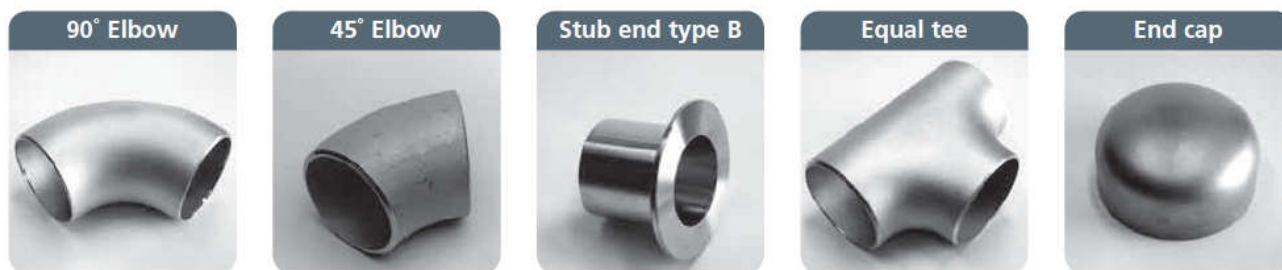 90˚ Elbow
45˚ Elbow
Stub end type B
Equal tee
End cap